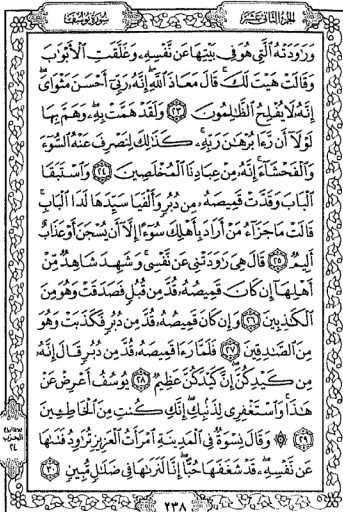 الجزء الثاني عشر
سورة يوسف
وَرَٰوَدَتْهُ ٱلَّتِى هُوَ فِى بَيْتِهَا عَن نَّفْسِهِۦ وَغَلَّقَتِ ٱلْأَبْوَٰبَ
وَقَالَتْ هَيْتَ لَكَ ۚ قَالَ مَعَاذَ ٱللَّهِ ۖ إِنَّهُۥ رَبِّىٓ أَحْسَنَ مَثْوَاىَ ۖ
إِنَّهُۥ لَا يُفْلِحُ ٱلظَّٰلِمُونَ ٢٣ وَلَقَدْ هَمَّتْ بِهِۦ ۖ وَهَمَّ بِهَا
لَوْلَآ أَن رَّءَا بُرْهَٰنَ رَبِّهِۦ ۚ كَذَٰلِكَ لِنَصْرِفَ عَنْهُ ٱلسُّوٓءَ
وَٱلْفَحْشَآءَ ۚ إِنَّهُۥ مِنْ عِبَادِنَا ٱلْمُخْلَصِينَ ٢٤ وَٱسْتَبَقَا
ٱلْبَابَ وَقَدَّتْ قَمِيصَهُۥ مِن دُبُرٍ وَأَلْفَيَا سَيِّدَهَا لَدَا ٱلْبَابِ ۚ
قَالَتْ مَا جَزَآءُ مَنْ أَرَادَ بِأَهْلِكَ سُوٓءًا إِلَّآ أَن يُسْجَنَ أَوْ عَذَابٌ
أَلِيمٌ ٢٥ قَالَ هِىَ رَٰوَدَتْنِى عَن نَّفْسِى ۚ وَشَهِدَ شَاهِدٌ مِّنْ
أَهْلِهَآ إِن كَانَ قَمِيصُهُۥ قُدَّ مِن قُبُلٍ فَصَدَقَتْ وَهُوَ مِنَ
ٱلْكَٰذِبِينَ ٢٦ وَإِن كَانَ قَمِيصُهُۥ قُدَّ مِن دُبُرٍ فَكَذَبَتْ وَهُوَ
مِنَ ٱلصَّٰدِقِينَ ٢٧ فَلَمَّا رَءَا قَمِيصَهُۥ قُدَّ مِن دُبُرٍ قَالَ إِنَّهُۥ
مِن كَيْدِكُنَّ ۖ إِنَّ كَيْدَكُنَّ عَظِيمٌ ٢٨ يُوسُفُ أَعْرِضْ عَنْ
هَٰذَا ۚ وَٱسْتَغْفِرِى لِذَنۢبِكِ ۖ إِنَّكِ كُنتِ مِنَ ٱلْخَاطِـِٔينَ
٢٩ ۞ وَقَالَ نِسْوَةٌ فِى ٱلْمَدِينَةِ ٱمْرَأَتُ ٱلْعَزِيزِ تُرَٰوِدُ فَتَىٰهَا
عَن نَّفْسِهِۦ ۖ قَدْ شَغَفَهَا حُبًّا ۖ إِنَّا لَنَرَىٰهَا فِى ضَلَٰلٍ مُّبِينٍ ٣٠
الحزب
٢٤
٢٣٨